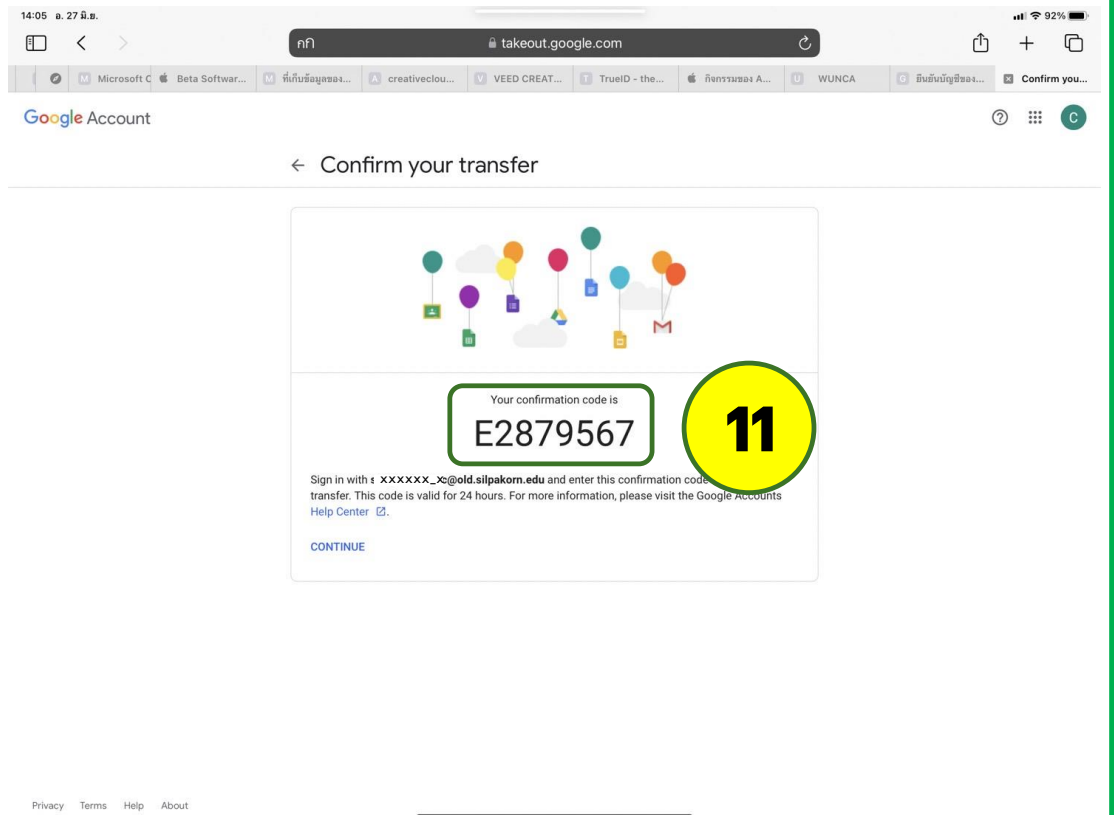 14:05 อ. 27 มิ.ย.
92%
กกิ
takeout.google.com
Microsoft C
Beta Softwar...
ที่เก็บข้อมูลของ...
creativeclou...
VEED CREAT...
TrueID - the...
กิจกรรมของ A...
WUNCA
ยืนยันบัญชีของ...
Confirm you...
Google Account
C
Confirm your transfer
Your confirmation code is
E2879567
11
Sign in with xxxxxx_x@old.silpakorn.edu and enter this confirmation code
transfer. This code is valid for 24 hours. For more information, please visit the Google Accounts
Help Center
CONTINUE
Privacy Terms Help About